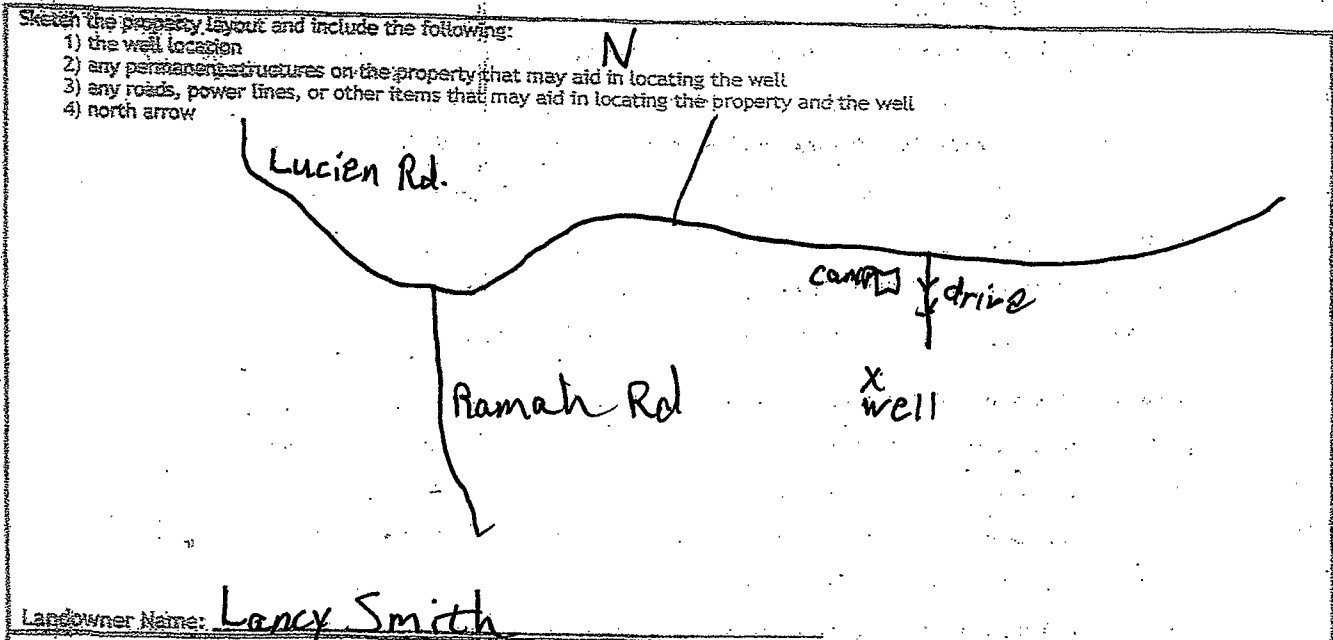 Sketch the property layout and include the following:
1) the well location
N
2) any permanent structures on the property that may aid in locating the well
3) any roads, power lines, or other items that may aid in locating the property and the well
4) north arrow
Lucien Rd.
camp
drive
Ramah Rd
x
well
Landowner Name: Lancy Smith